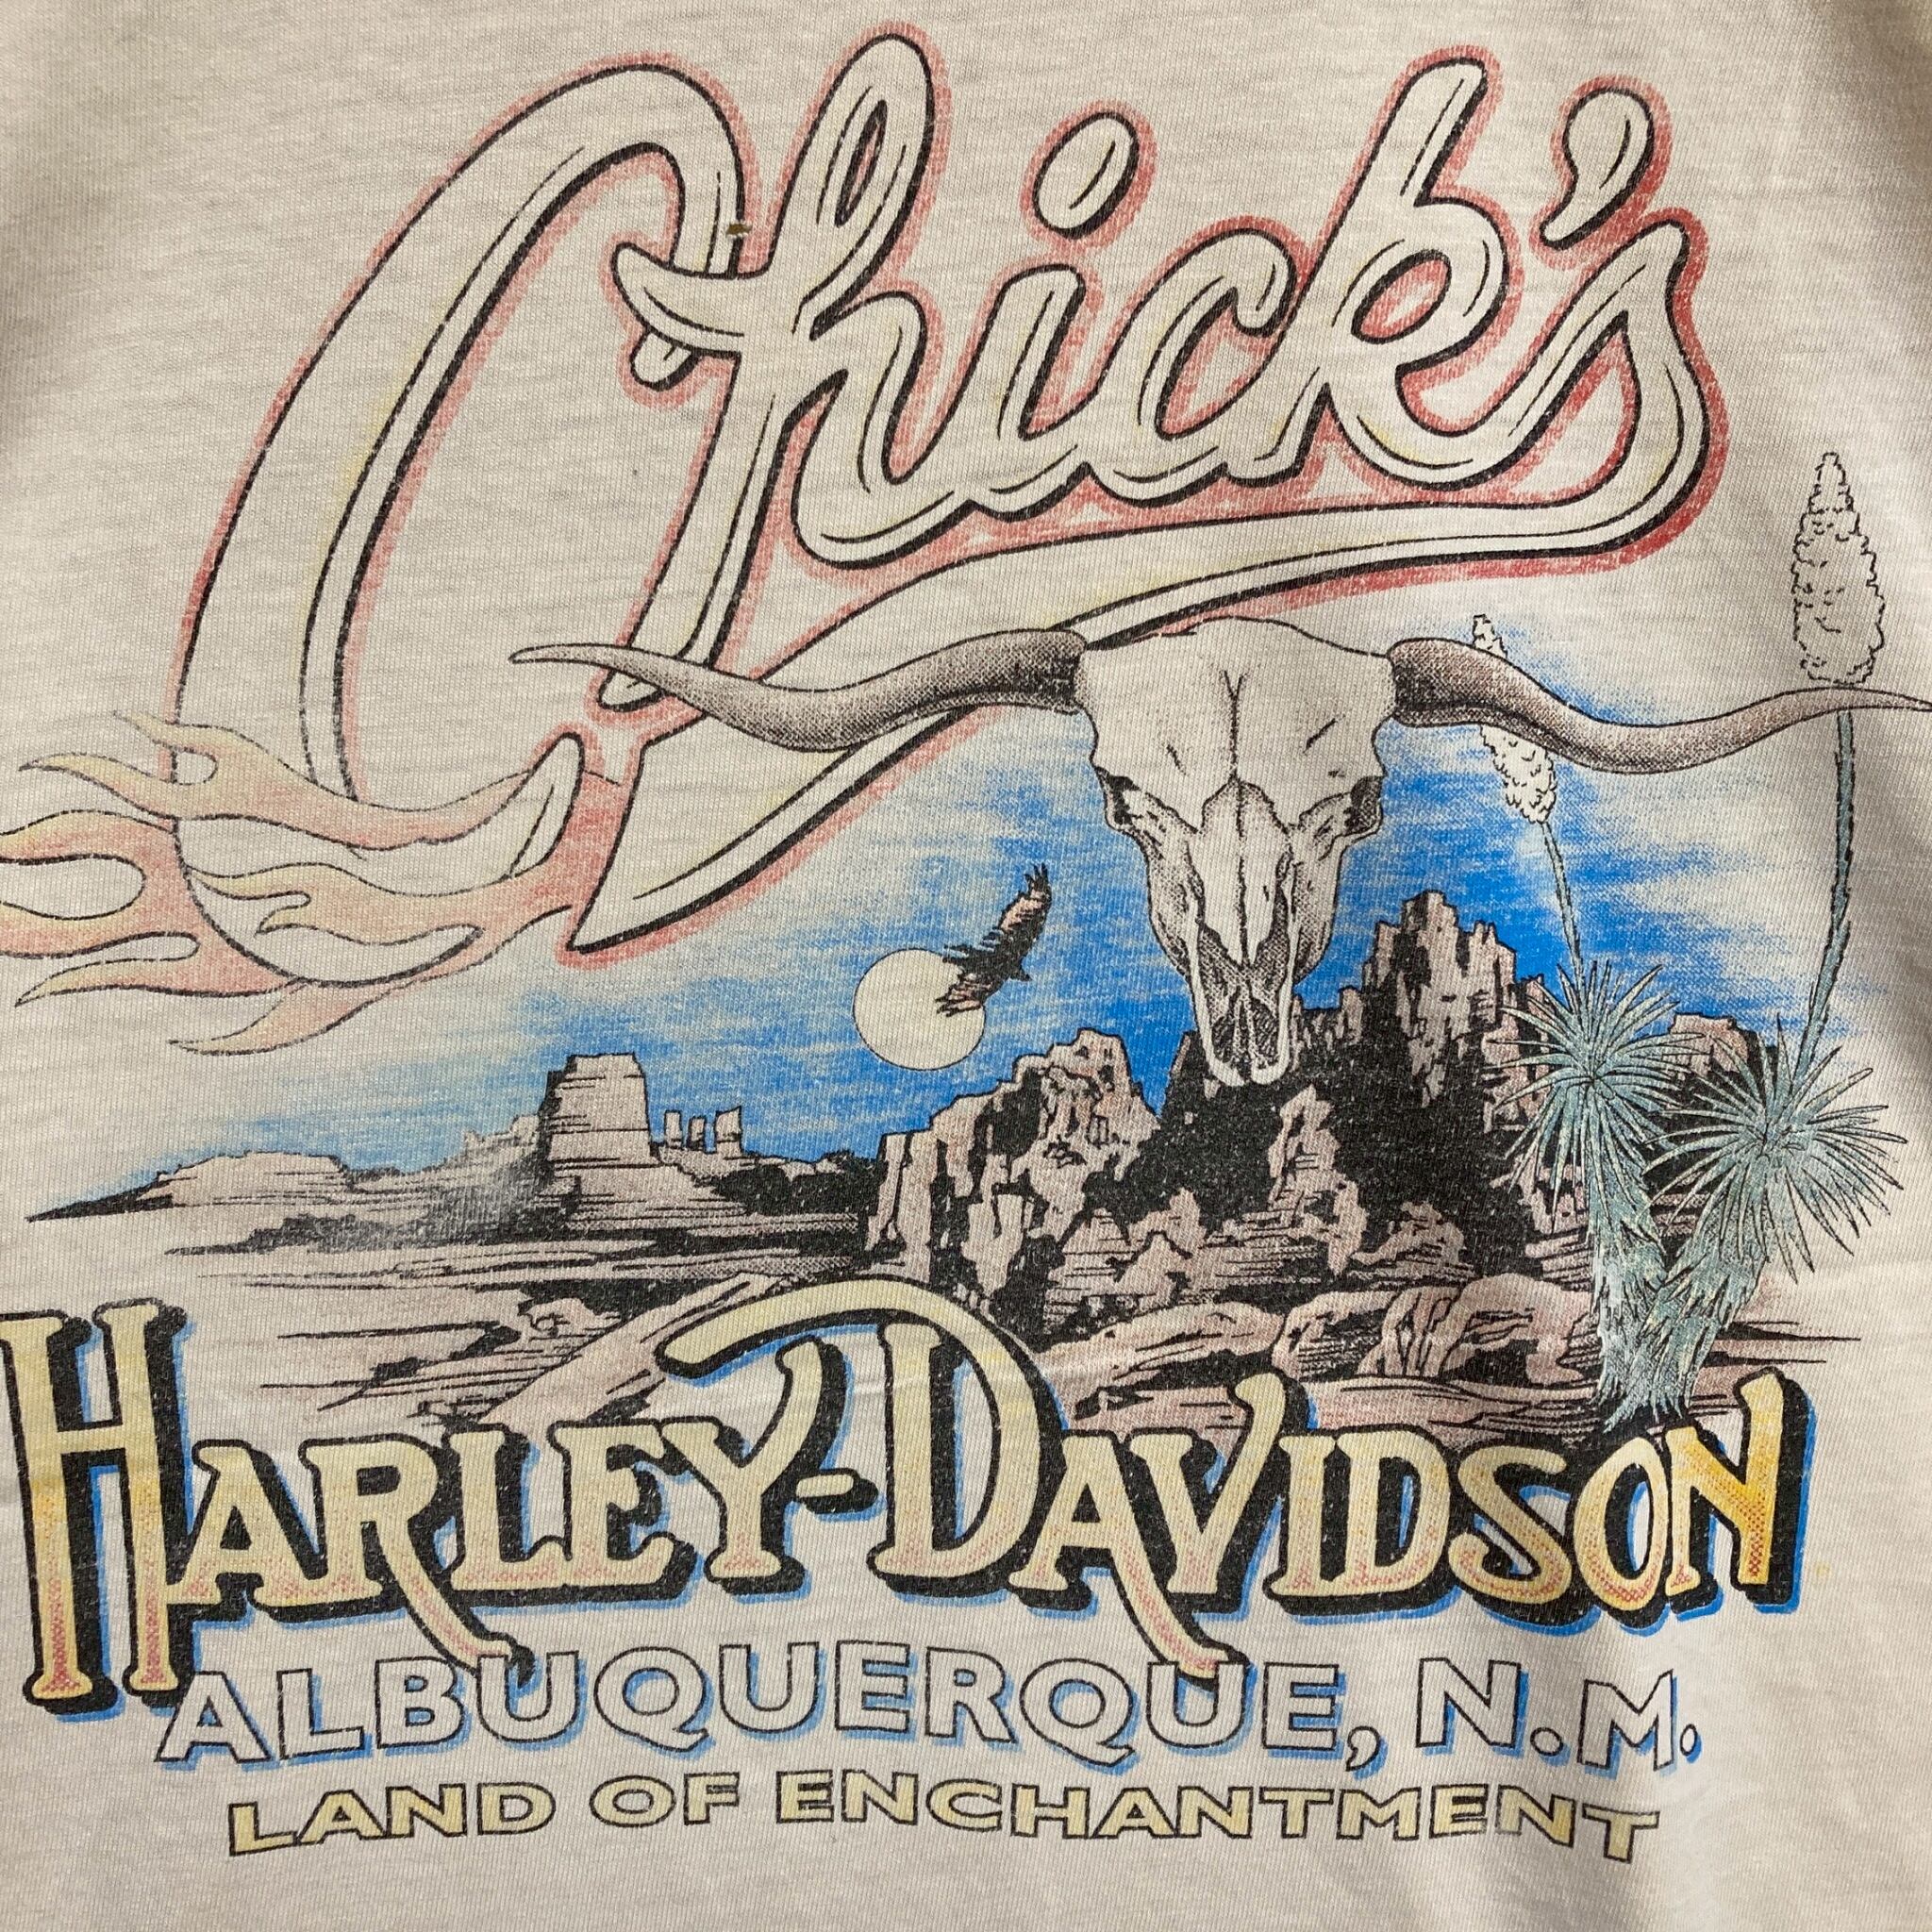 Chick's
HARLEY-DAVIDSON
ALBUQUERQUE, N.M.
LAND OF ENCHANTMENT